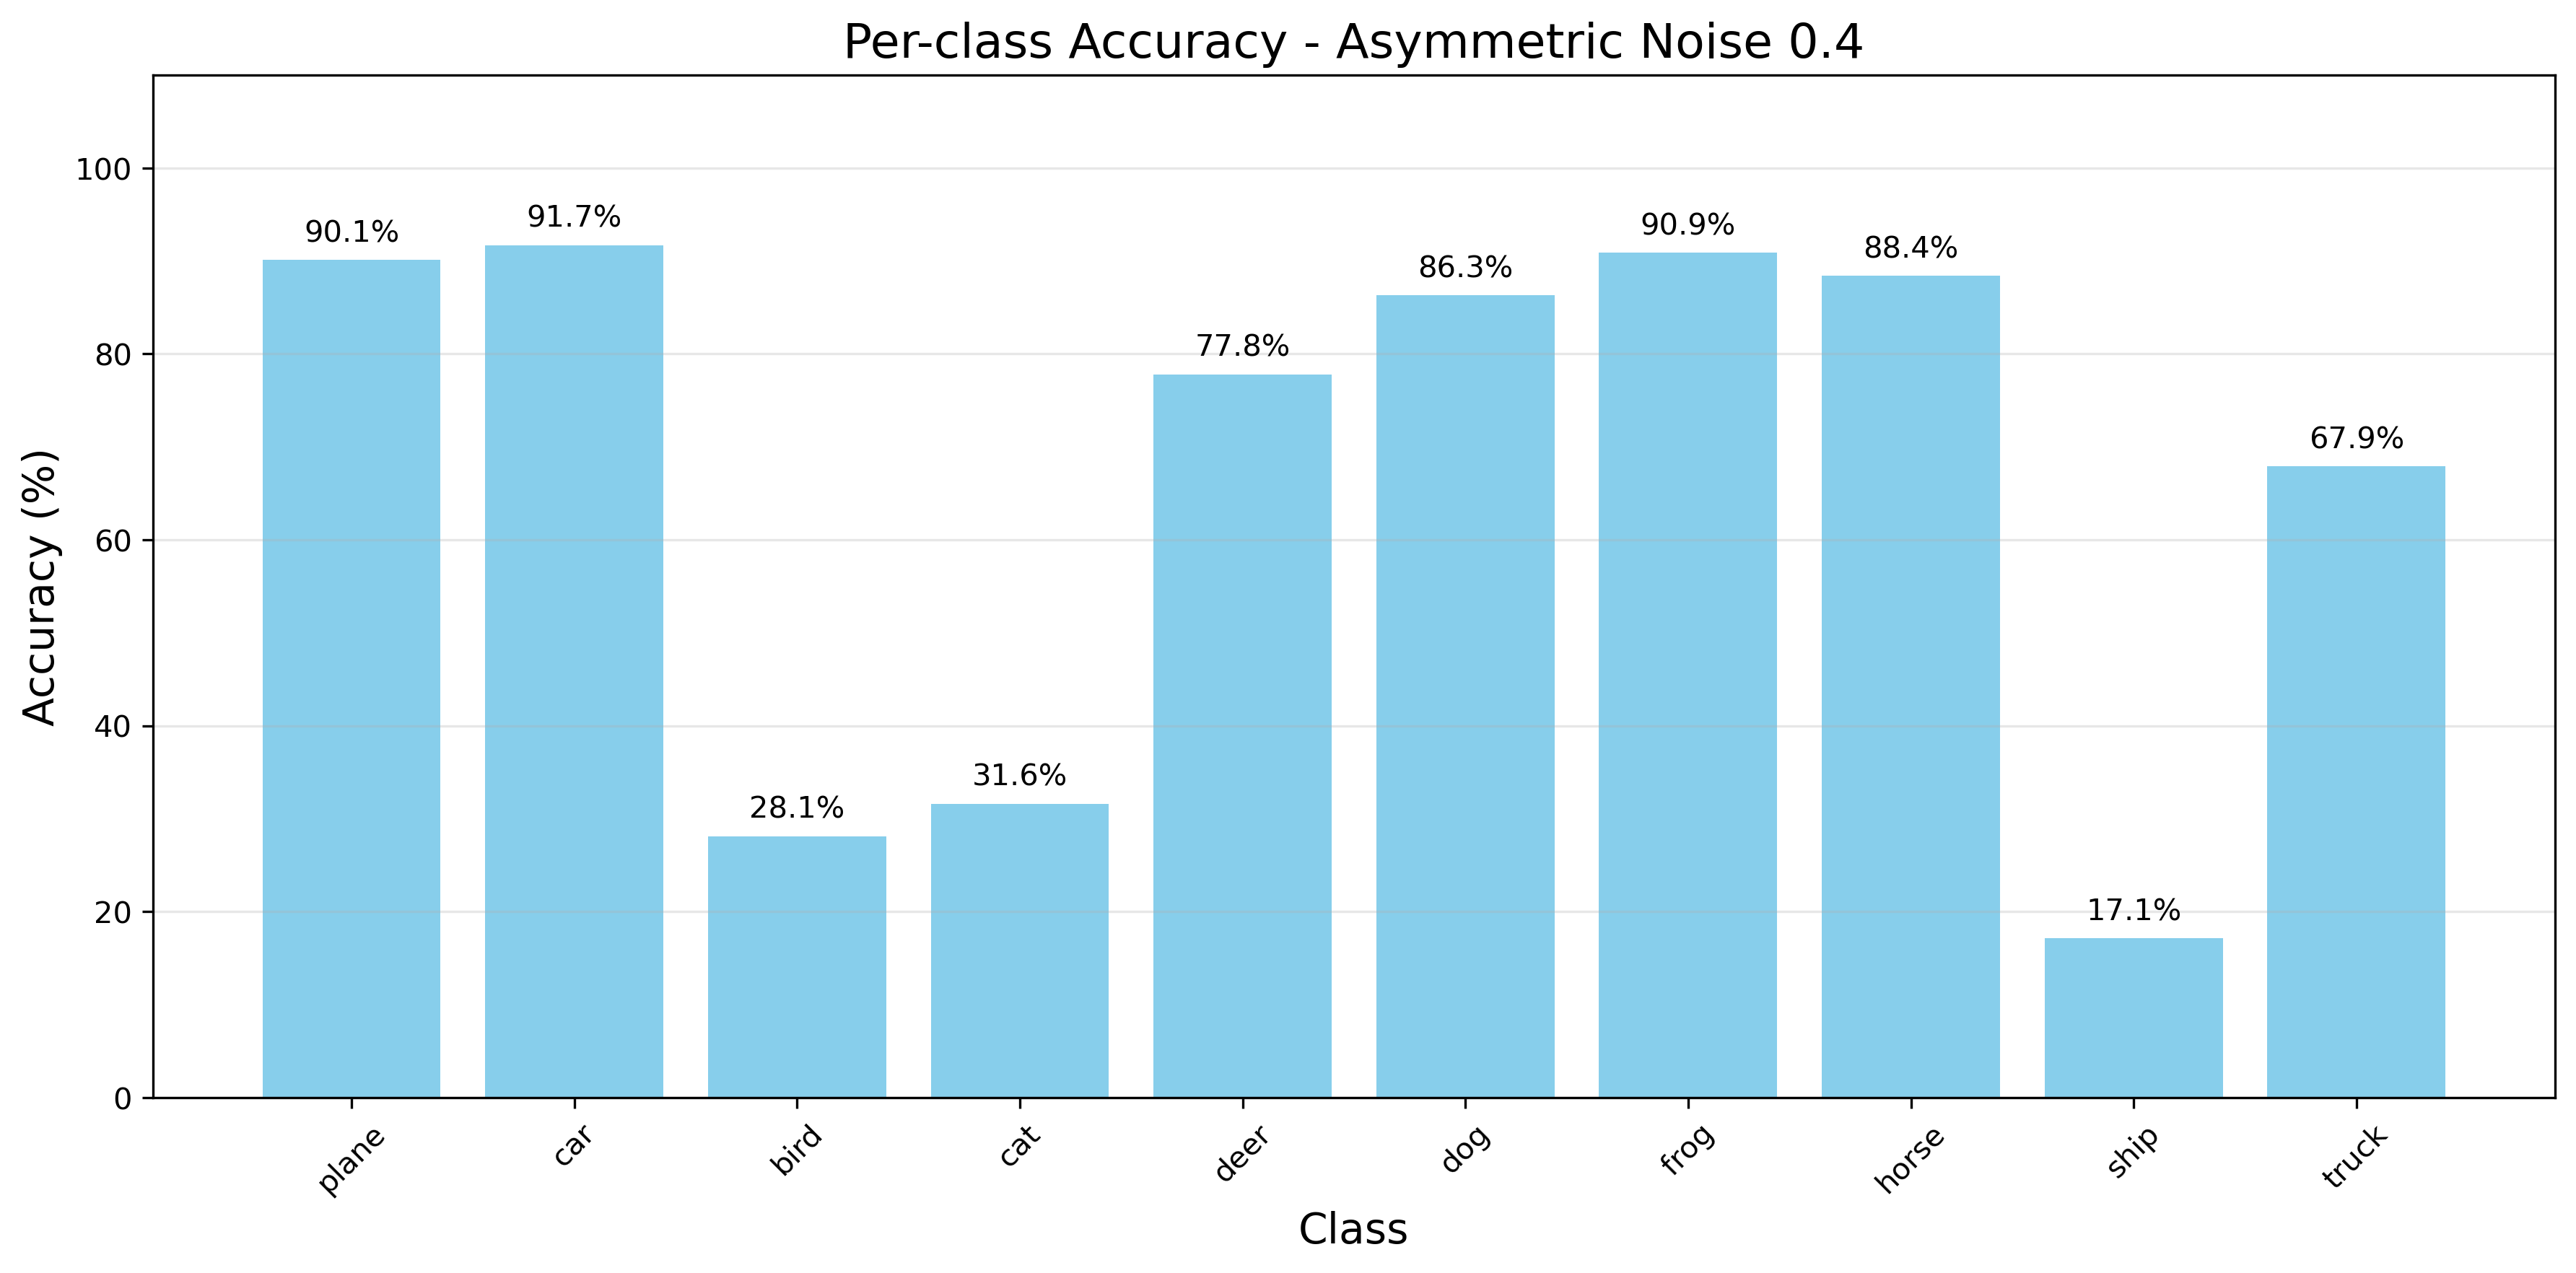 Per-class Accuracy - Asymmetric Noise 0.4
Accuracy (%)
100
80
60
40
20
0
90.1%
91.7%
28.1%
31.6%
77.8%
86.3%
90.9%
88.4%
17.1%
67.9%
plane
car
bird
cat
deer
dog
frog
horse
ship
truck
Class